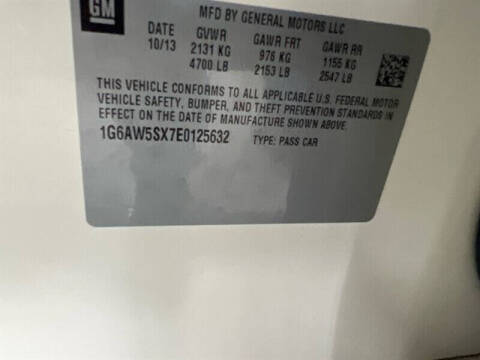 GM
MFD BY GENERAL MOTORS LLC
DATE GVWR GAWR FRT GAWR RR
10/13 2131 KG 976 KG 1155 KG
4700 LB 2153 LB 2547 LB
THIS VEHICLE CONFORMS TO ALL APPLICABLE U.S. FEDERAL MOTOR
VEHICLE SAFETY, BUMPER, AND THEFT PREVENTION STANDARDS IN
EFFECT ON THE DATE OF MANUFACTURE SHOWN ABOVE.
1G6AW5SX7E0125632 TYPE: PASS CAR